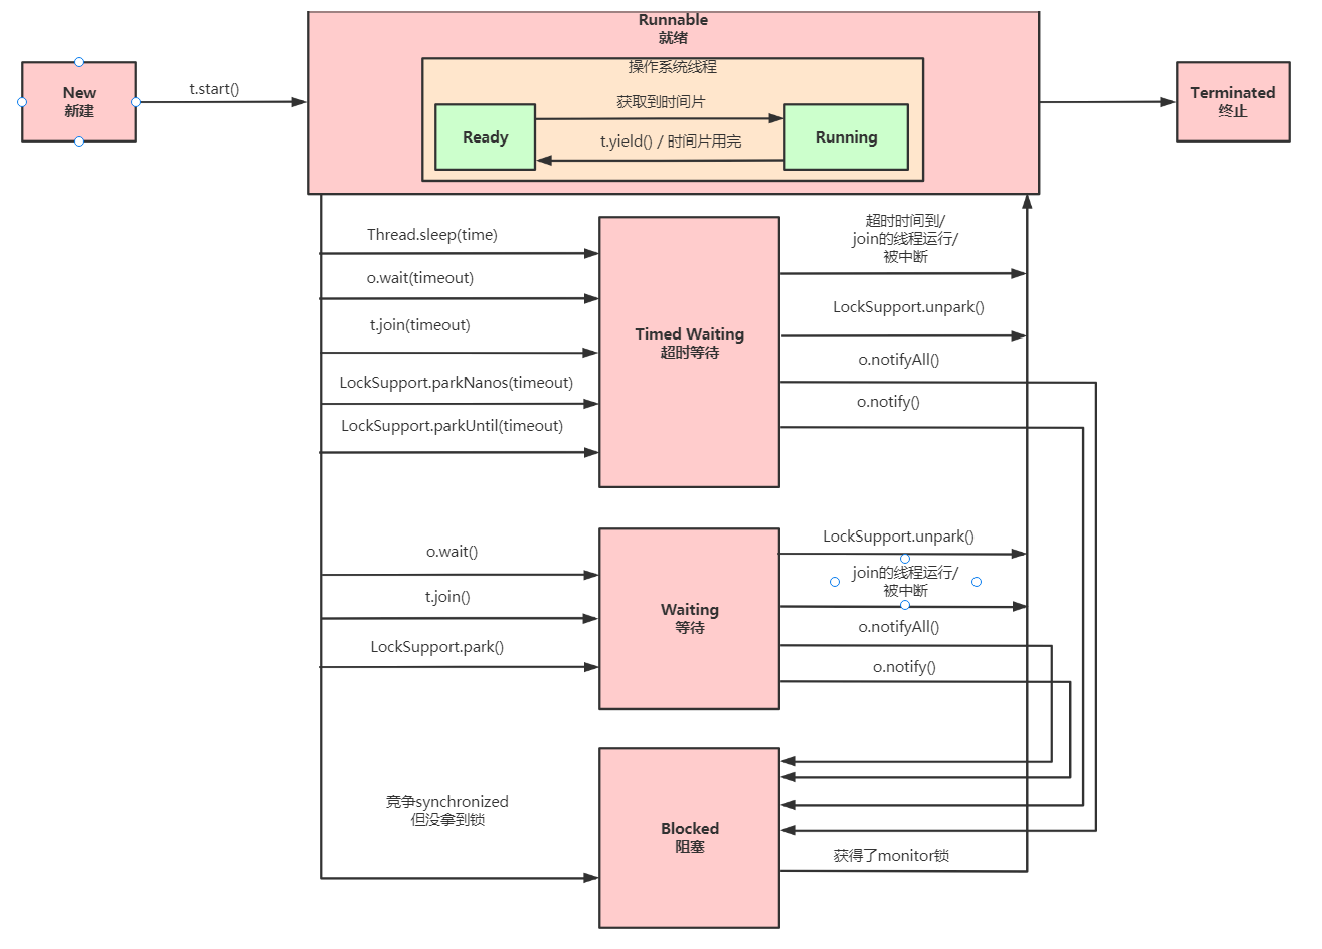 Runnable
就绪
操作系统线程
New
新建
t.start()
获取到时间片
Ready
Running
t.yield() / 时间片用完
Terminated
终止
Thread.sleep(time)
o.wait(timeout)
t.join(timeout)
LockSupport.parkNanos(timeout)
LockSupport.parkUntil(timeout)
Timed Waiting
超时等待
超时时间到/
join的线程运行/
被中断
LockSupport.unpark()
o.notifyAll()
o.notify()
o.wait()
t.join()
LockSupport.park()
Waiting
等待
LockSupport.unpark()
join的线程运行/
被中断
o.notifyAll()
o.notify()
竞争synchronized
但没拿到锁
Blocked
阻塞
获得了monitor锁